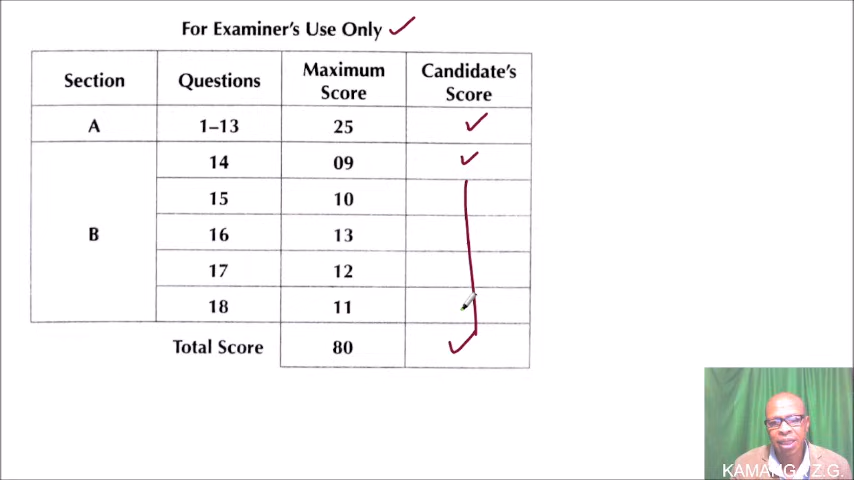 For Examiner's Use Only
Section Questions Maximum Score Candidate's Score
A 1–13 25
B
14 09
15 10
16 13
17 12
18 11
Total Score 80